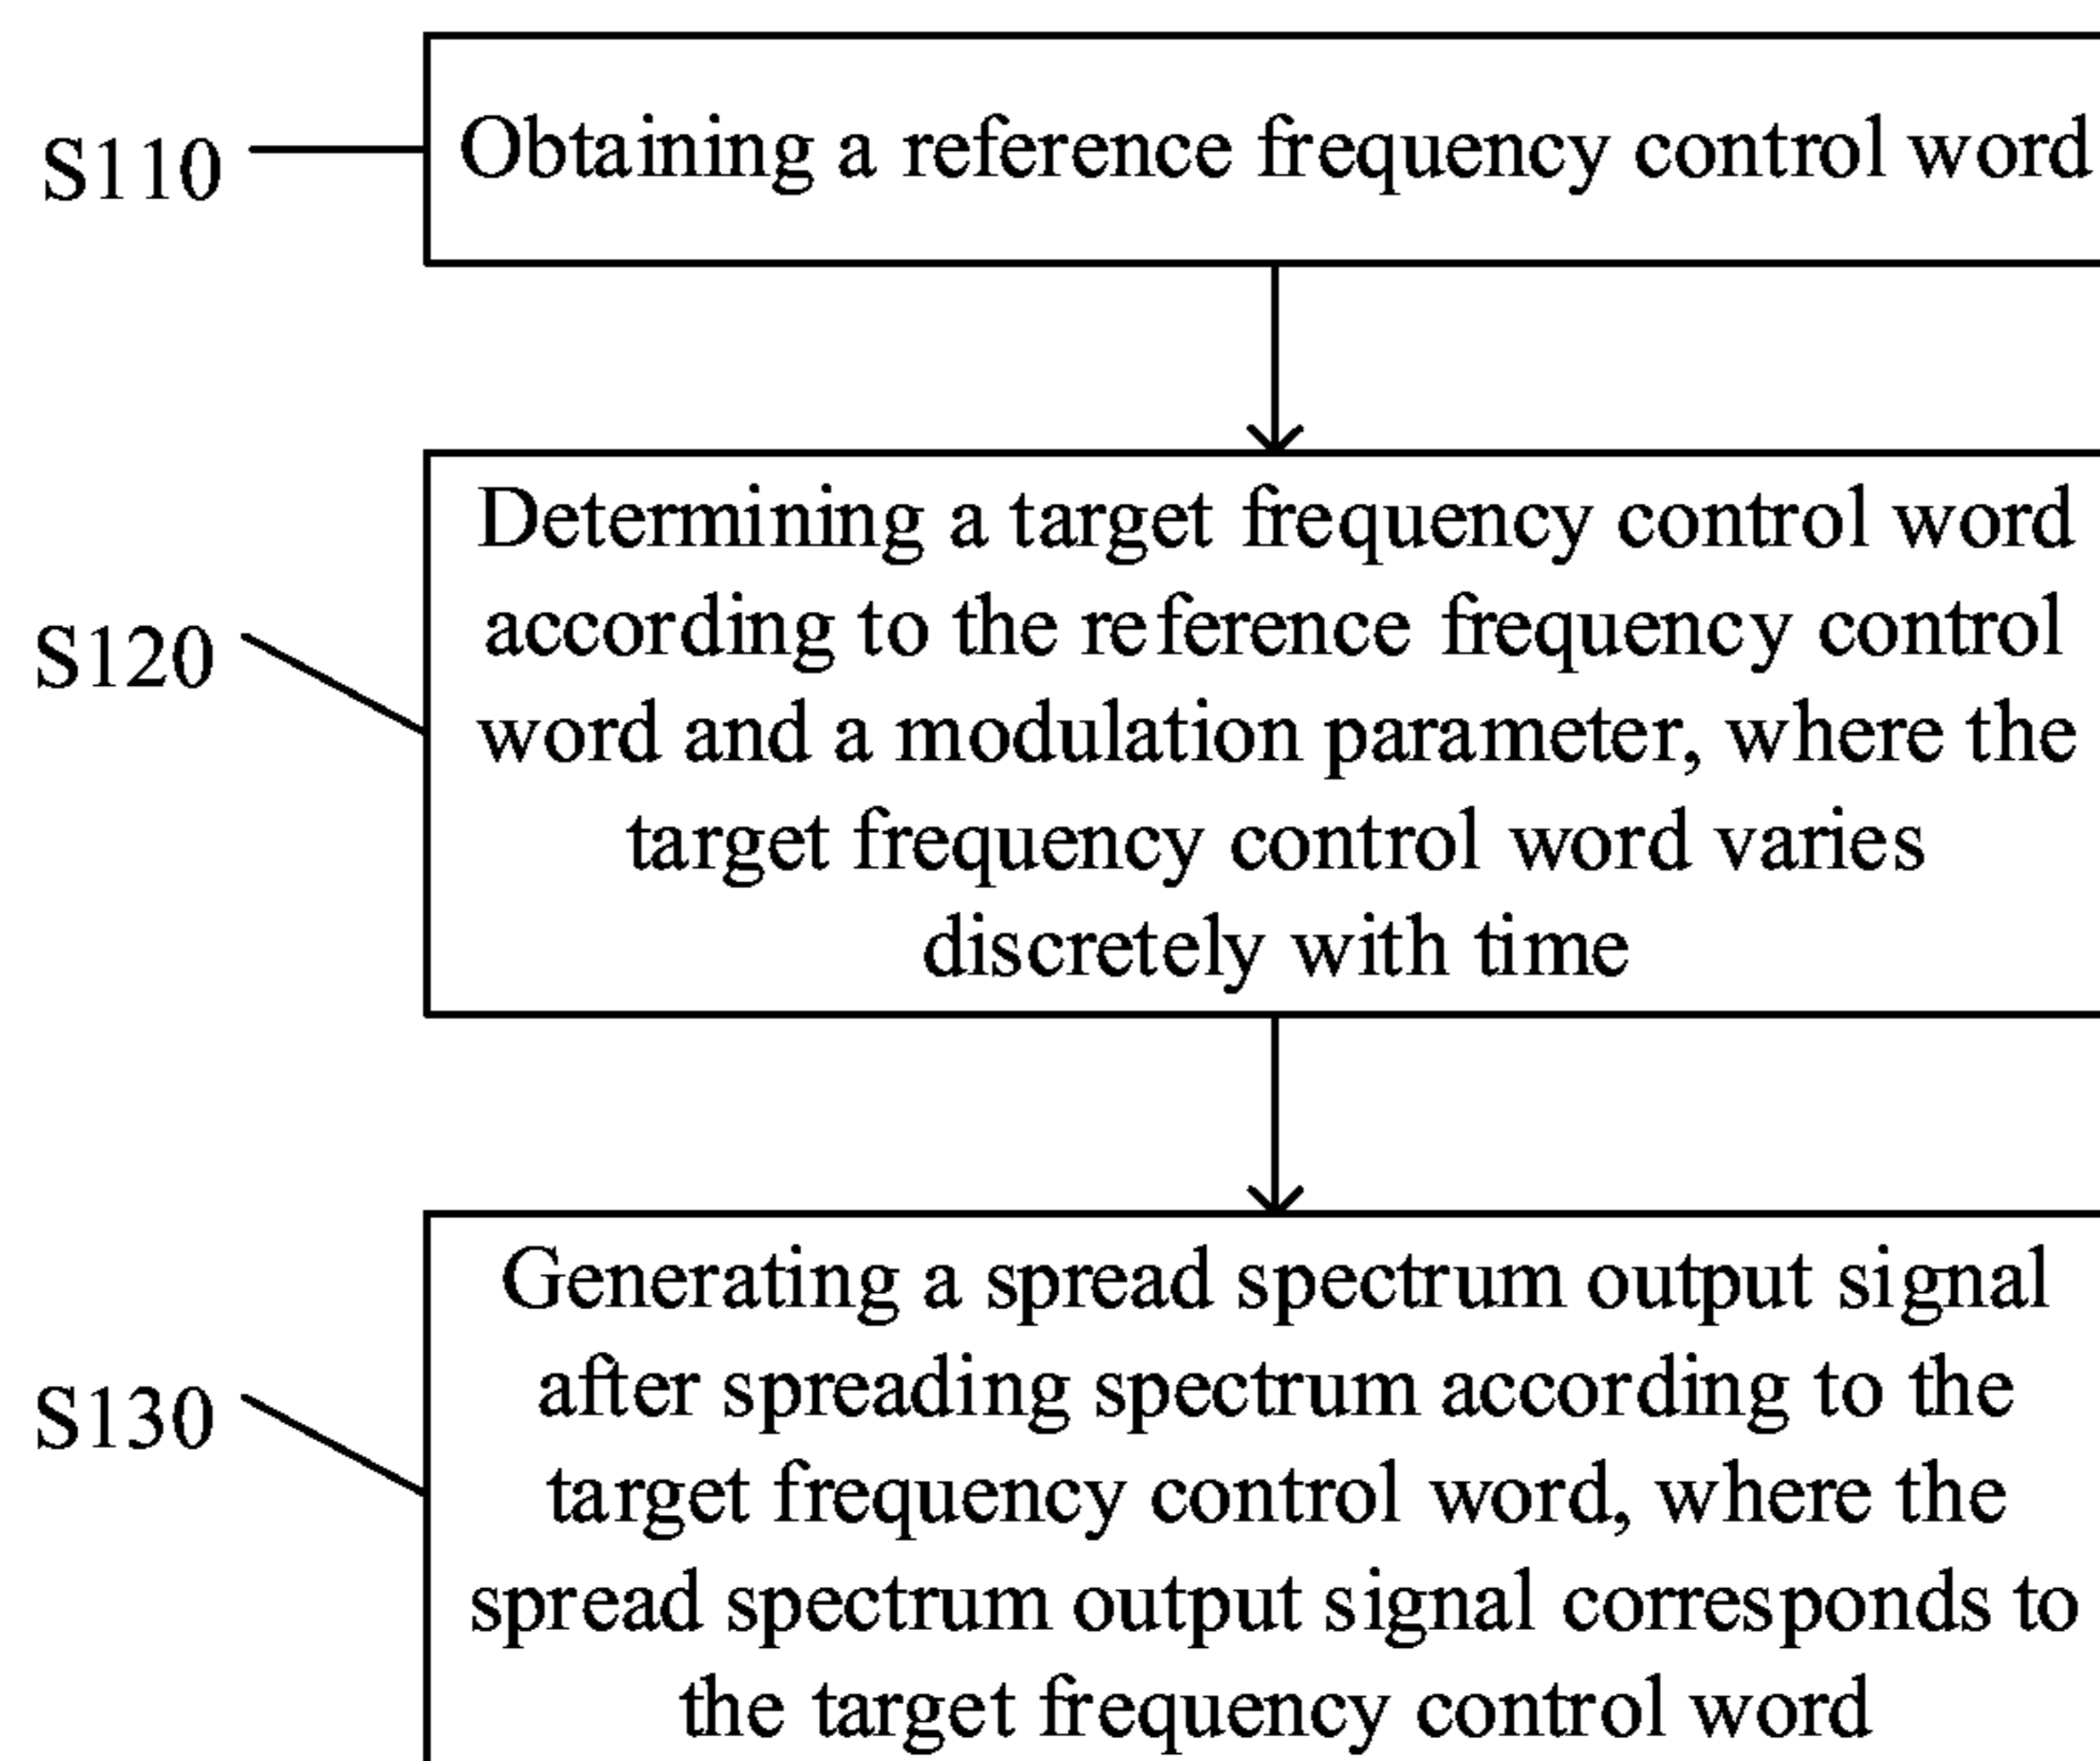 S110
Obtaining a reference frequency control word
S120
Determining a target frequency control word
according to the reference frequency control
word and a modulation parameter, where the
target frequency control word varies
discretely with time
S130
Generating a spread spectrum output signal
after spreading spectrum according to the
target frequency control word, where the
spread spectrum output signal corresponds to
the target frequency control word